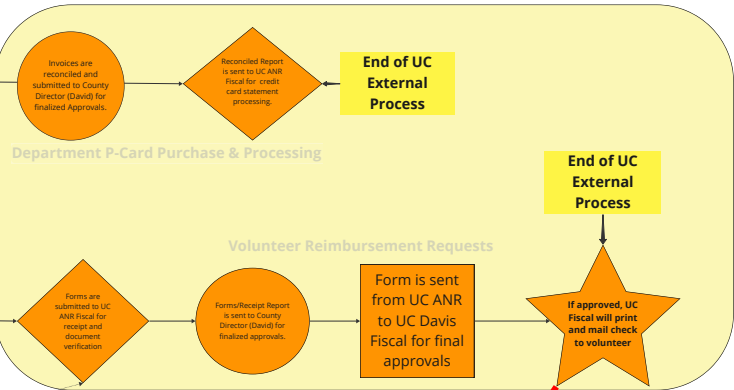 Invoices are
reconciled and
submitted to County
Director (David) for
finalized Approvals.
Reconciled Report
is sent to UC ANR
Fiscal for credit
card statement
processing.
End of UC
External
Process
Department P-Card Purchase & Processing
End of UC
External
Process
Volunteer Reimbursement Requests
Forms are
submitted to UC
ANR Fiscal for
receipt and
document
verification
Forms/Receipt Report
is sent to County
Director (David) for
finalized approvals.
Form is sent
from UC ANR
to UC Davis
Fiscal for final
approvals
If approved, UC
Fiscal will print
and mail check
to volunteer